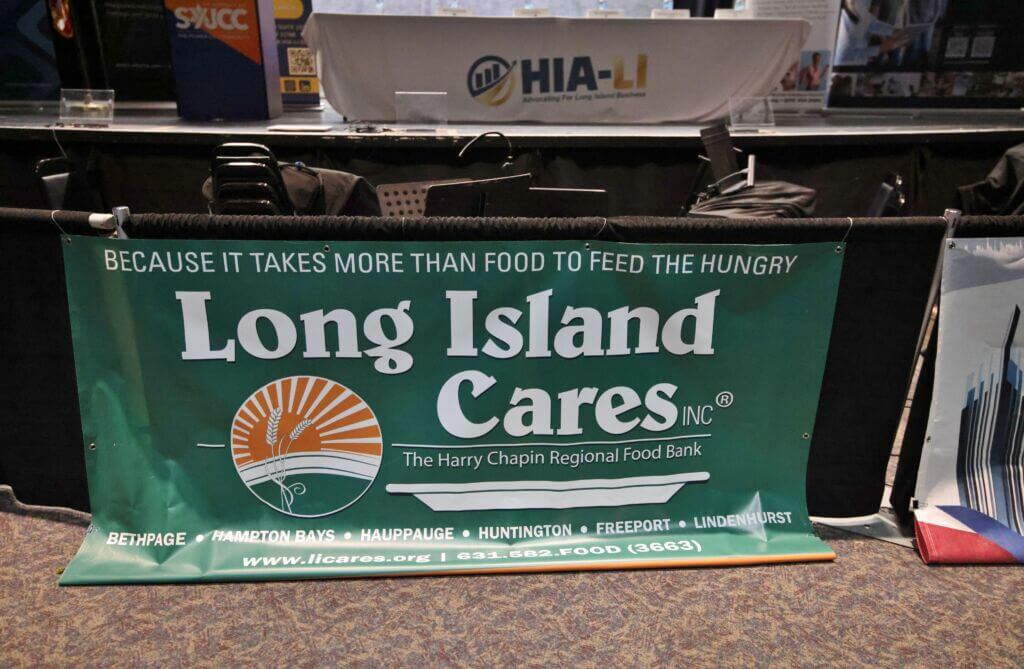 SYJCC
HIA-LI
Advocating For Long Island Business
BECAUSE IT TAKES MORE THAN FOOD TO FEED THE HUNGRY
Long Island
Cares INC®
The Harry Chapin Regional Food Bank
BETHPAGE • HAMPTON BAYS • HAUPPAUGE • HUNTINGTON • FREEPORT • LINDENHURST
www.licares.org | 631.582.FOOD (3663)